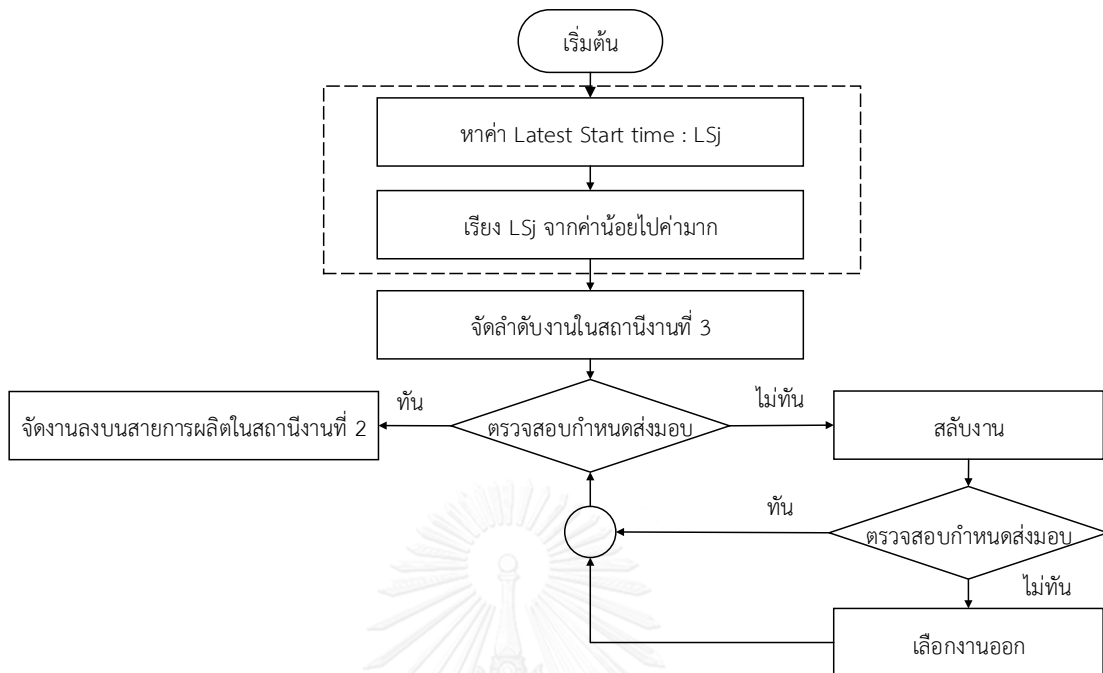 เริ่มต้น
หาค่า Latest Start time : LSj
เรียง LSj จากค่าน้อยไปค่ามาก
จัดลำดับงานในสถานีงานที่ 3
ทัน
ไม่ทัน
จัดงานลงบนสายการผลิตในสถานีงานที่ 2
ตรวจสอบกำหนดส่งมอบ
สลับงาน
ทัน
ตรวจสอบกำหนดส่งมอบ
ไม่ทัน
เลือกงานออก